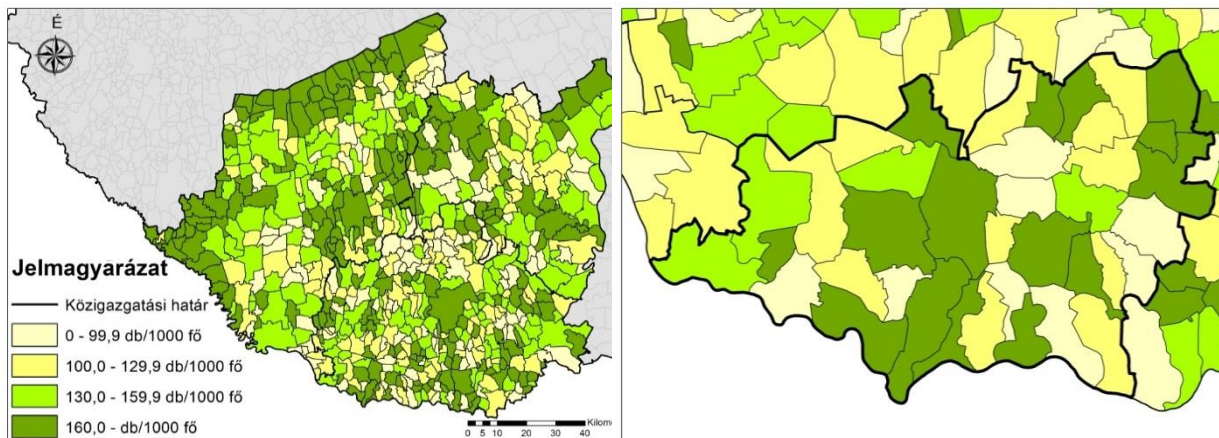 É
Jelmagyarázat
Közigazgatási határ
0 - 99,9 db/1000 fő
100,0 - 129,9 db/1000 fő
130,0 - 159,9 db/1000 fő
160,0 - db/1000 fő
Kilome
0 5 10 20 30 40